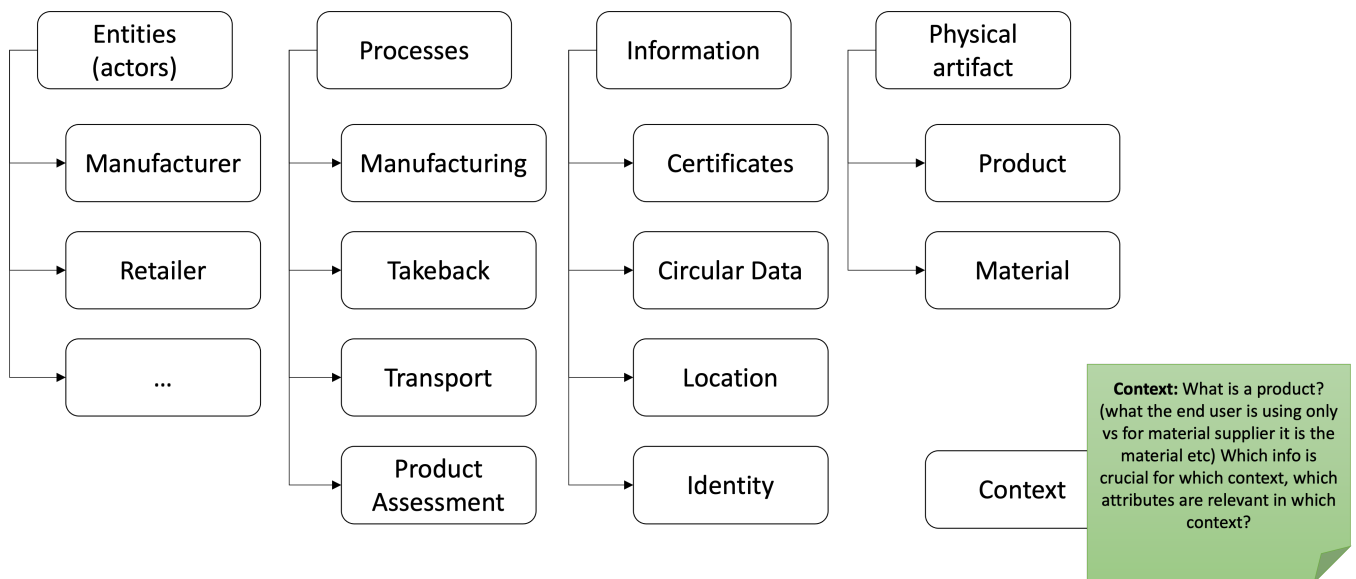 Entities
(actors)
Manufacturer
Retailer
...
Processes
Manufacturing
Takeback
Transport
Product
Assessment
Information
Certificates
Circular Data
Location
Identity
Physical
artifact
Product
Material
Context
Context: What is a product?
(what the end user is using only
vs for material supplier it is the
material etc) Which info is
crucial for which context, which
attributes are relevant in which
context?